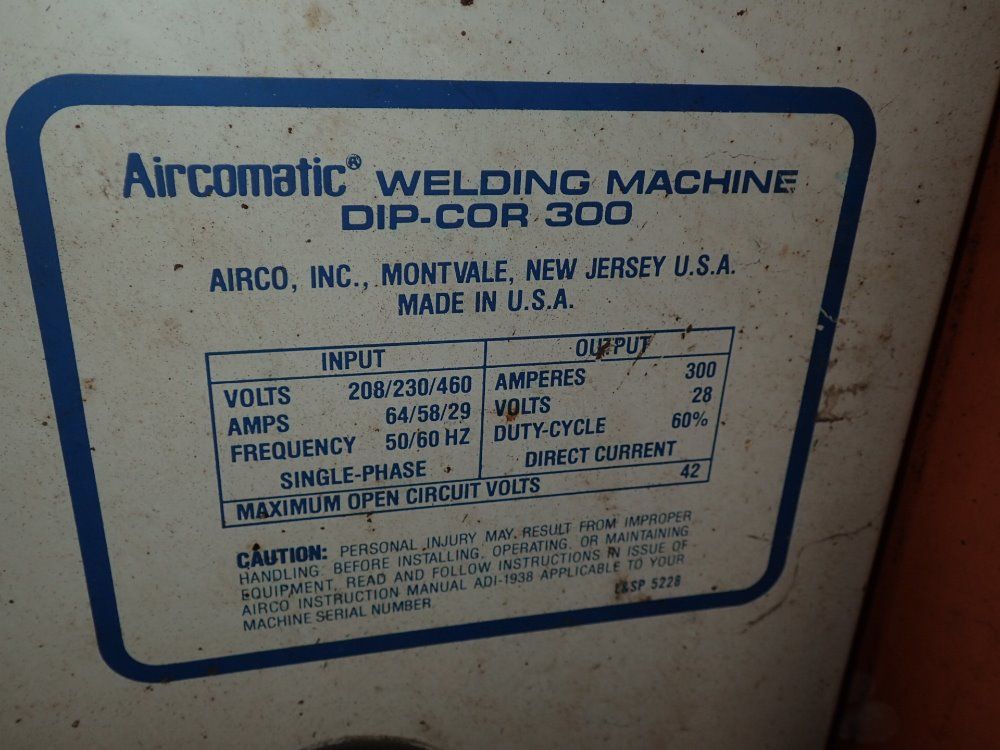 Aircomatic® WELDING MACHINE
DIP-COR 300
AIRCO, INC., MONTVALE, NEW JERSEY U.S.A.
MADE IN U.S.A.
INPUT OUTPUT
VOLTS 208/230/460 AMPERES 300
AMPS 64/58/29 VOLTS 28
FREQUENCY 50/60 HZ DUTY-CYCLE 60%
SINGLE-PHASE DIRECT CURRENT
MAXIMUM OPEN CIRCUIT VOLTS 42
CAUTION: PERSONAL INJURY MAY RESULT FROM IMPROPER
HANDLING. BEFORE INSTALLING, OPERATING, OR MAINTAINING
EQUIPMENT, READ AND FOLLOW INSTRUCTIONS IN ISSUE OF
AIRCO INSTRUCTION MANUAL ADI-1938 APPLICABLE TO YOUR
MACHINE SERIAL NUMBER.
5228